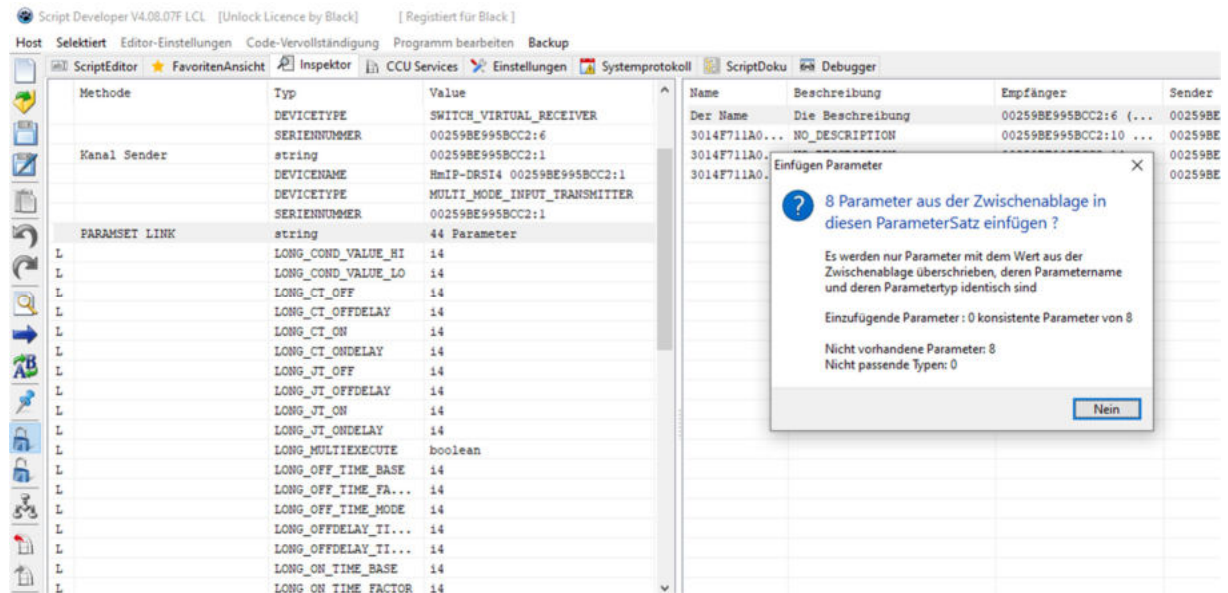 Script Developer V4.08.07F LCL [Unlock Licence by Black] [ Registiert für Black ]
Host Selektiert Editor-Einstellungen Code-Vervollständigung Programm bearbeiten Backup
ScriptEditor FavoritenAnsicht Inspektor CCU Services Einstellungen Systemprotokoll ScriptDoku Debugger
Methode Typ Value
DEVICETYPE SWITCH_VIRTUAL_RECEIVER
SERIENNUMMER 00259BE995BCC2:6
Kanal Sender string 00259BE995BCC2:1
DEVICENAME HmIP-DRSI4 00259BE995BCC2:1
DEVICETYPE MULTI_MODE_INPUT_TRANSMITTER
SERIENNUMMER 00259BE995BCC2:1
PARAMSET LINK string 44 Parameter
L LONG_COND_VALUE_HI i4
L LONG_COND_VALUE_LO i4
L LONG_CT_OFF i4
L LONG_CT_OFFDELAY i4
L LONG_CT_ON i4
L LONG_CT_ONDELAY i4
L LONG_JT_OFF i4
L LONG_JT_OFFDELAY i4
L LONG_JT_ON i4
L LONG_JT_ONDELAY i4
L LONG_MULTIEXECUTE boolean
L LONG_OFF_TIME_BASE i4
L LONG_OFF_TIME_FA... i4
L LONG_OFF_TIME_MODE i4
L LONG_OFFDELAY_TI... i4
L LONG_OFFDELAY_TI... i4
L LONG_ON_TIME_BASE i4
L LONG_ON_TIME_FACTOR i4
Name Beschreibung Empfänger Sender
Der Name Die Beschreibung 00259BE995BCC2:6 (... 00259BE
3014F711A0... NO_DESCRIPTION 00259BE995BCC2:10 ... 00259BE
3014F711A0. 00259BE
3014F711A0. 00259BE
Einfügen Parameter
8 Parameter aus der Zwischenablage in
diesen ParameterSatz einfügen ?
Es werden nur Parameter mit dem Wert aus der
Zwischenablage überschrieben, deren Parametername
und deren Parametertyp identisch sind
Einzufügende Parameter : 0 konsistente Parameter von 8
Nicht vorhandene Parameter: 8
Nicht passende Typen: 0
Nein